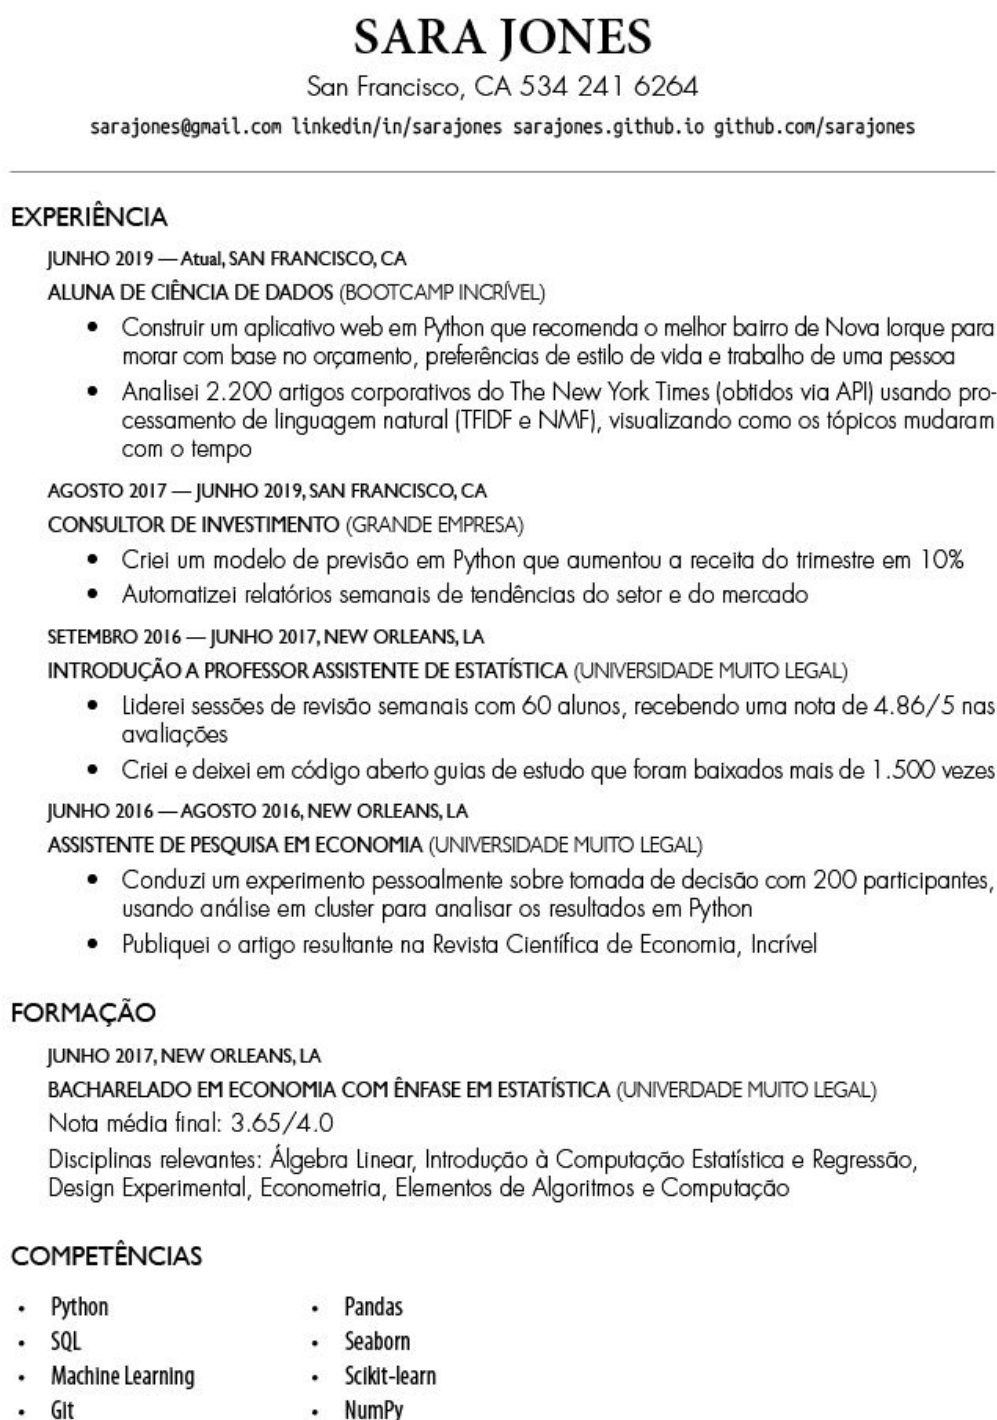 SARA JONES
San Francisco, CA 534 241 6264
sarajones@gmail.com linkedin/in/sarajones sarajones.github.io github.com/sarajones
EXPERIÊNCIA
JUNHO 2019 — Atual, SAN FRANCISCO, CA
ALUNA DE CIÊNCIA DE DADOS (BOOTCAMP INCRÍVEL)
• Construir um aplicativo web em Python que recomenda o melhor bairro de Nova Iorque para
morar com base no orçamento, preferências de estilo de vida e trabalho de uma pessoa
• Analisei 2.200 artigos corporativos do The New York Times (obtidos via API) usando pro-
cessamento de linguagem natural (TFIDF e NMF), visualizando como os tópicos mudaram
com o tempo
AGOSTO 2017 — JUNHO 2019, SAN FRANCISCO, CA
CONSULTOR DE INVESTIMENTO (GRANDE EMPRESA)
• Criei um modelo de previsão em Python que aumentou a receita do trimestre em 10%
• Automatizei relatórios semanais de tendências do setor e do mercado
SETEMBRO 2016 — JUNHO 2017, NEW ORLEANS, LA
INTRODUÇÃO A PROFESSOR ASSISTENTE DE ESTATÍSTICA (UNIVERSIDADE MUITO LEGAL)
• Liderei sessões de revisão semanais com 60 alunos, recebendo uma nota de 4.86/5 nas
avaliações
• Criei e deixei em código aberto guias de estudo que foram baixados mais de 1.500 vezes
JUNHO 2016 — AGOSTO 2016, NEW ORLEANS, LA
ASSISTENTE DE PESQUISA EM ECONOMIA (UNIVERSIDADE MUITO LEGAL)
• Conduzi um experimento pessoalmente sobre tomada de decisão com 200 participantes,
usando análise em cluster para analisar os resultados em Python
• Publiquei o artigo resultante na Revista Científica de Economia, Incrível
FORMAÇÃO
JUNHO 2017, NEW ORLEANS, LA
BACHARELADO EM ECONOMIA COM ÊNFASE EM ESTATÍSTICA (UNIVERDADE MUITO LEGAL)
Nota média final: 3.65/4.0
Disciplinas relevantes: Álgebra Linear, Introdução à Computação Estatística e Regressão,
Design Experimental, Econometria, Elementos de Algoritmos e Computação
COMPETÊNCIAS
• Python
• SQL
• Machine Learning
• Git
• Pandas
• Seaborn
• Scikit-learn
• NumPy